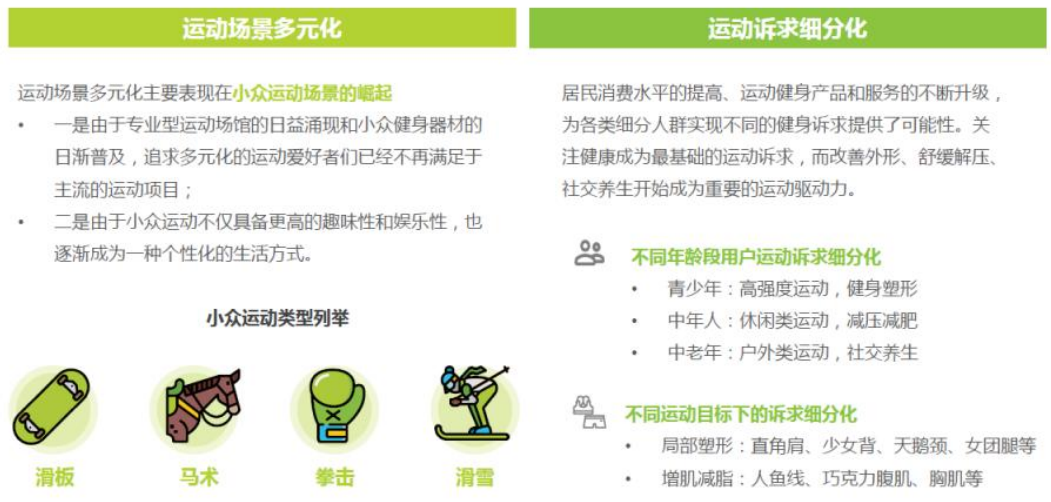 运动场景多元化
运动场景多元化主要表现在小众运动场景的崛起
• 一是由于专业型运动场馆的日益涌现和小众健身器材的
日渐普及，追求多元化的运动爱好者们已经不再满足于
主流的运动项目；
• 二是由于小众运动不仅具备更高的趣味性和娱乐性，也
逐渐成为一种个性化的生活方式。
小众运动类型列举
滑板 马术 拳击 滑雪
运动诉求细分化
居民消费水平的提高、运动健身产品和服务的不断升级，
为各类细分人群实现不同的健身诉求提供了可能性。关
注健康成为最基础的运动诉求，而改善外形、舒缓解压、
社交养生开始成为重要的运动驱动力。
不同年龄段用户运动诉求细分化
• 青少年：高强度运动，健身塑形
• 中年人：休闲类运动，减压减肥
• 中老年：户外类运动，社交养生
不同运动目标下的诉求细分化
• 局部塑形：直角肩、少女背、天鹅颈、女团腿等
• 增肌减脂：人鱼线、巧克力腹肌、胸肌等